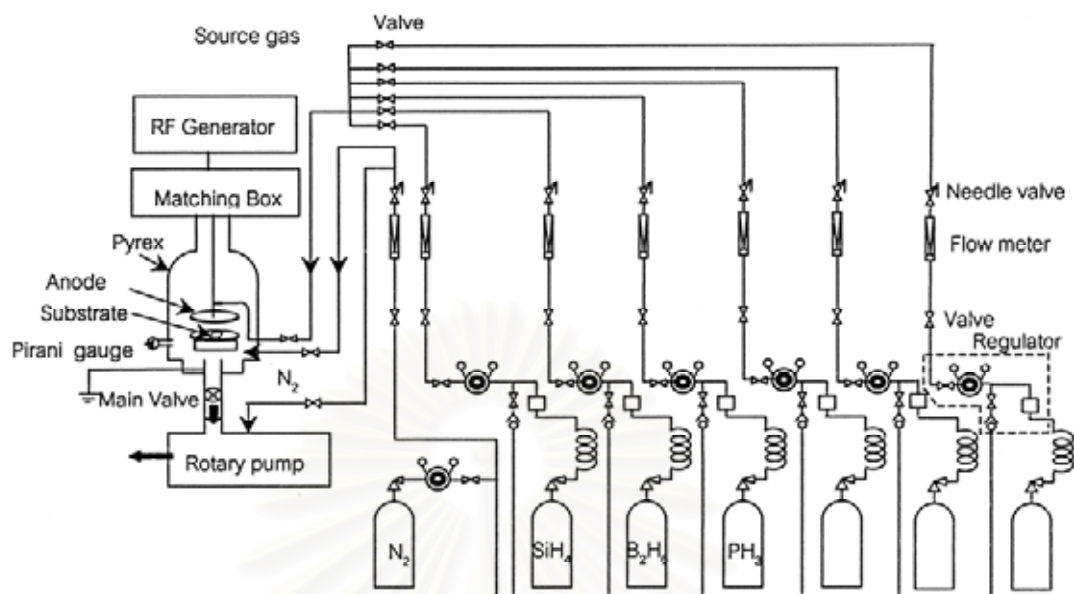 Valve
Source gas
RF Generator
Matching Box
Needle valve
Pyrex
Flow meter
Anode
Substrate
Valve
Pirani gauge
Regulator
N₂
Main Valve
Rotary pump
N₂
SiH₄
B₂H₆
PH₃